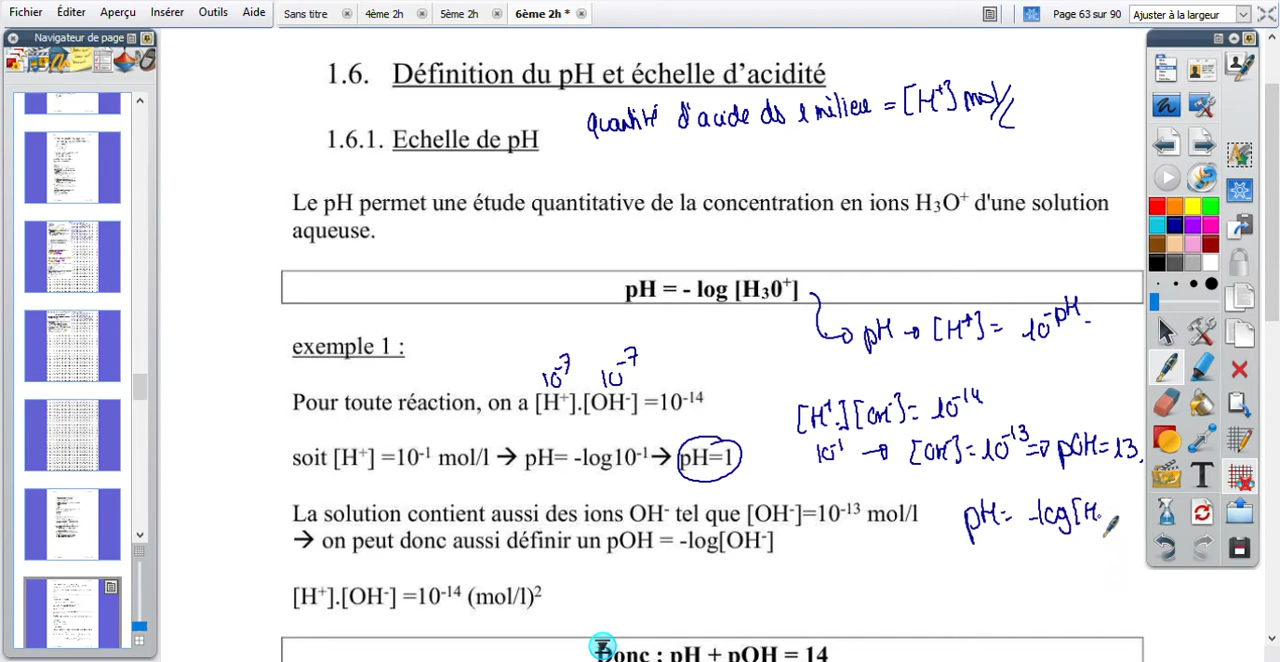 Fichier Éditer Aperçu Insérer Outils Aide
Sans titre 4ème 2h 5ème 2h 6ème 2h *
Page 63 sur 90 Ajuster à la largeur
Navigateur de page
1.6. Définition du pH et échelle d'acidité
quantité d'acide ds milieu = [H+] mol/L
1.6.1. Echelle de pH
Le pH permet une étude quantitative de la concentration en ions H3O+ d'une solution
aqueuse.
pH = - log [H30+]
pH → [H+] = 10-pH
exemple 1 :
10-7 10-7
Pour toute réaction, on a [H+].[OH-] =10-14
[H+].[OH-] = 10-14
soit [H+] =10-1 mol/l → pH= -log10-1→ pH=1
10-1 → [OH-] = 10-13 => pOH = 13
La solution contient aussi des ions OH- tel que [OH-]=10-13 mol/l
pH = -log[H
→ on peut donc aussi définir un pOH = -log[OH-]
[H+].[OH-] =10-14 (mol/l)2
Donc : pH + pOH = 14
T